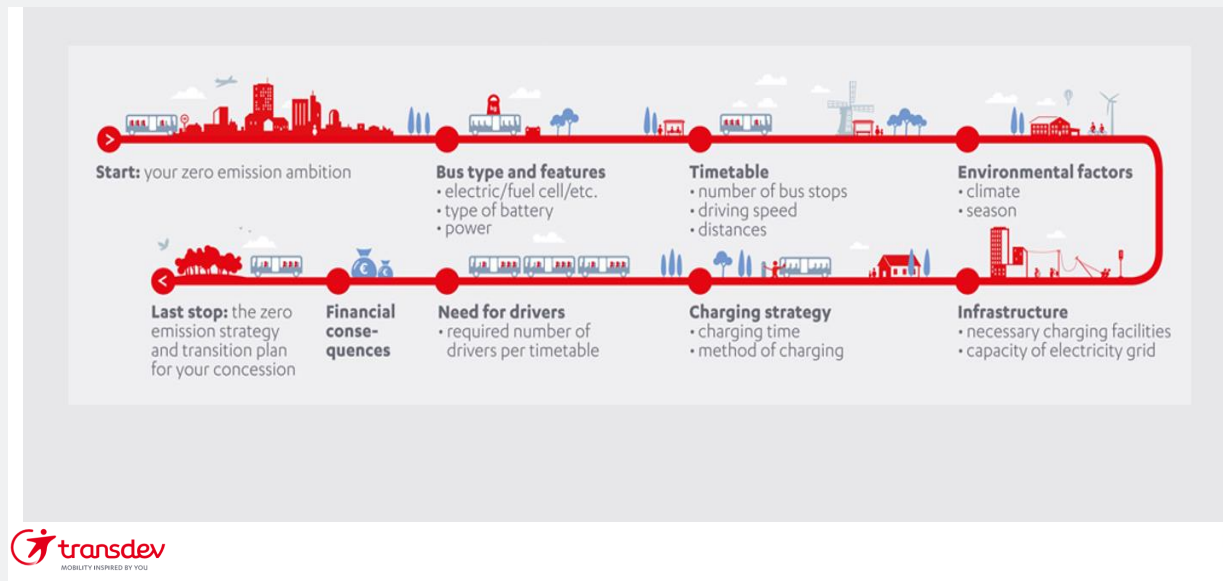 Start: your zero emission ambition
Bus type and features
• electric/fuel cell/etc.
• type of battery
• power
Timetable
• number of bus stops
• driving speed
• distances
Environmental factors
• climate
• season
Infrastructure
• necessary charging facilities
• capacity of electricity grid
Charging strategy
• charging time
• method of charging
Need for drivers
• required number of
drivers per timetable
Financial
conse-
quences
Last stop: the zero
emission strategy
and transition plan
for your concession
transdev
MOBILITY INSPIRED BY YOU